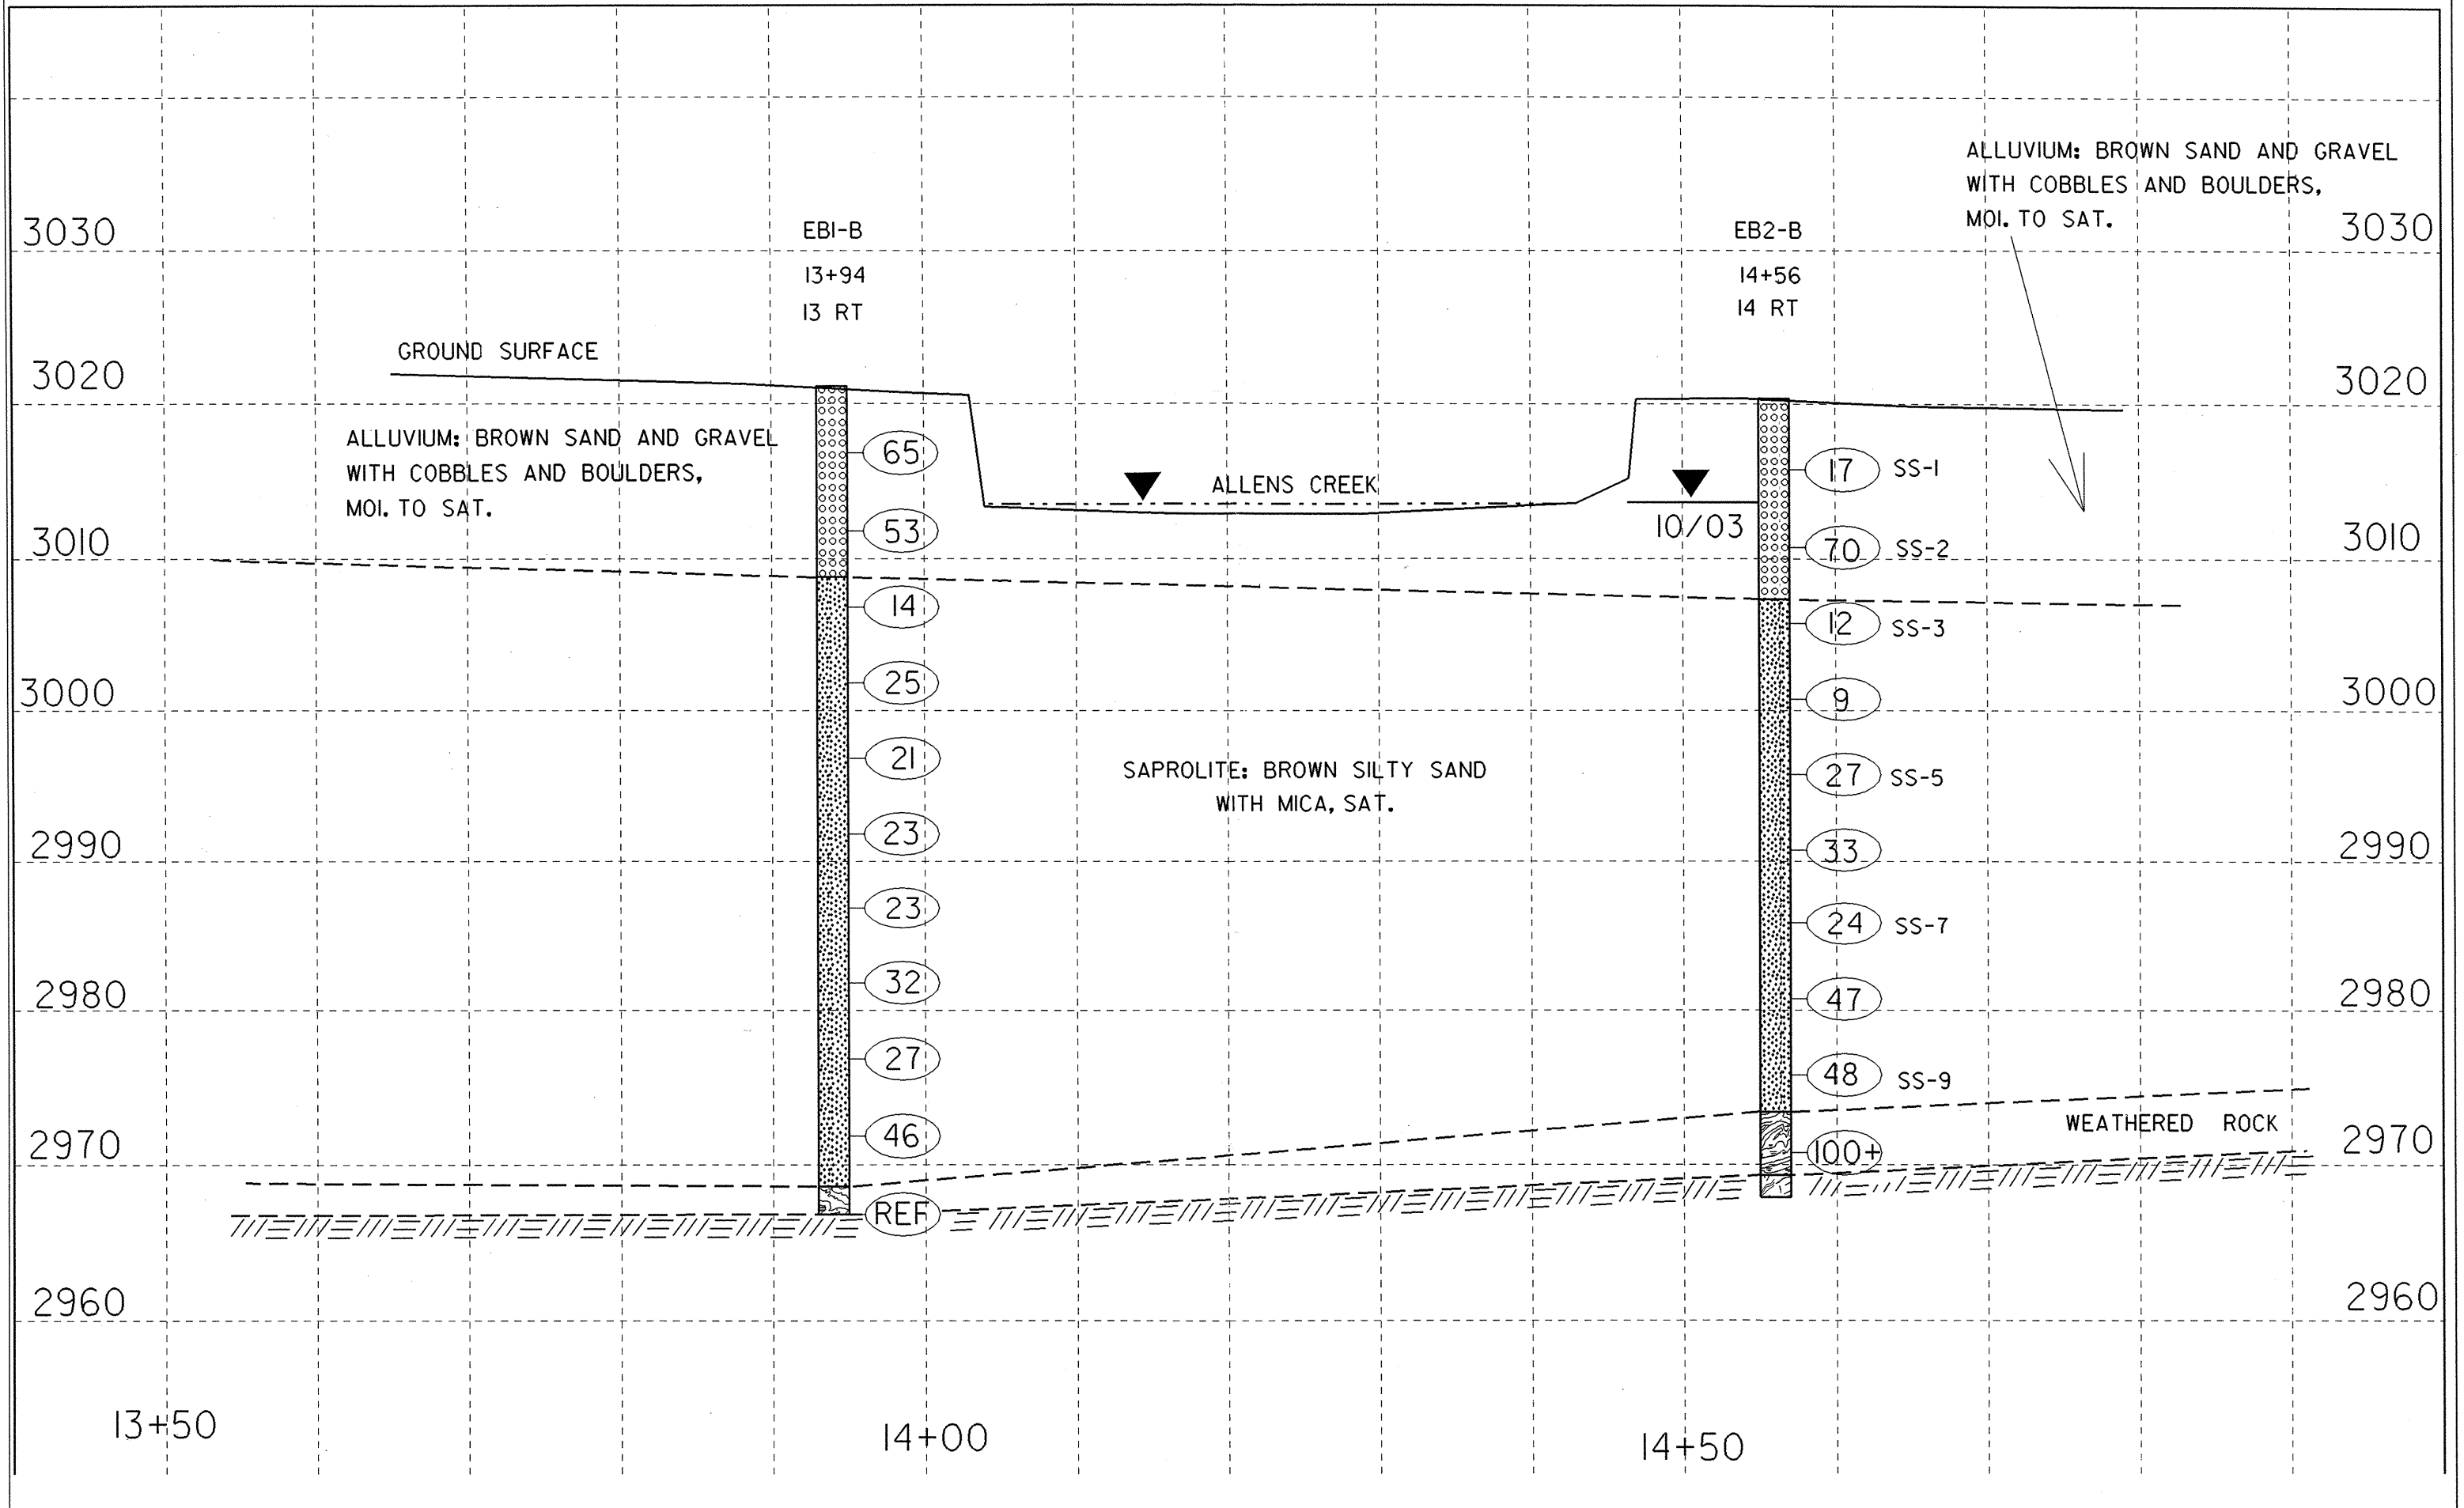 ALLUVIUM: BROWN SAND AND GRAVEL
WITH COBBLES AND BOULDERS,
MOI. TO SAT.
3030
EB1-B
13+94
13 RT
EB2-B
14+56
14 RT
3030
GROUND SURFACE
3020
3020
ALLUVIUM: BROWN SAND AND GRAVEL
WITH COBBLES AND BOULDERS,
MOI. TO SAT.
65
ALLENS CREEK
17 SS-1
53
10/03
70 SS-2
3010
3010
14
12 SS-3
25
9
3000
3000
21
SAPROLITE: BROWN SILTY SAND
WITH MICA, SAT.
27 SS-5
23
33
2990
2990
23
24 SS-7
32
47
2980
2980
27
48 SS-9
46
WEATHERED ROCK
2970
2970
100+
REF
2960
2960
13+50
14+00
14+50